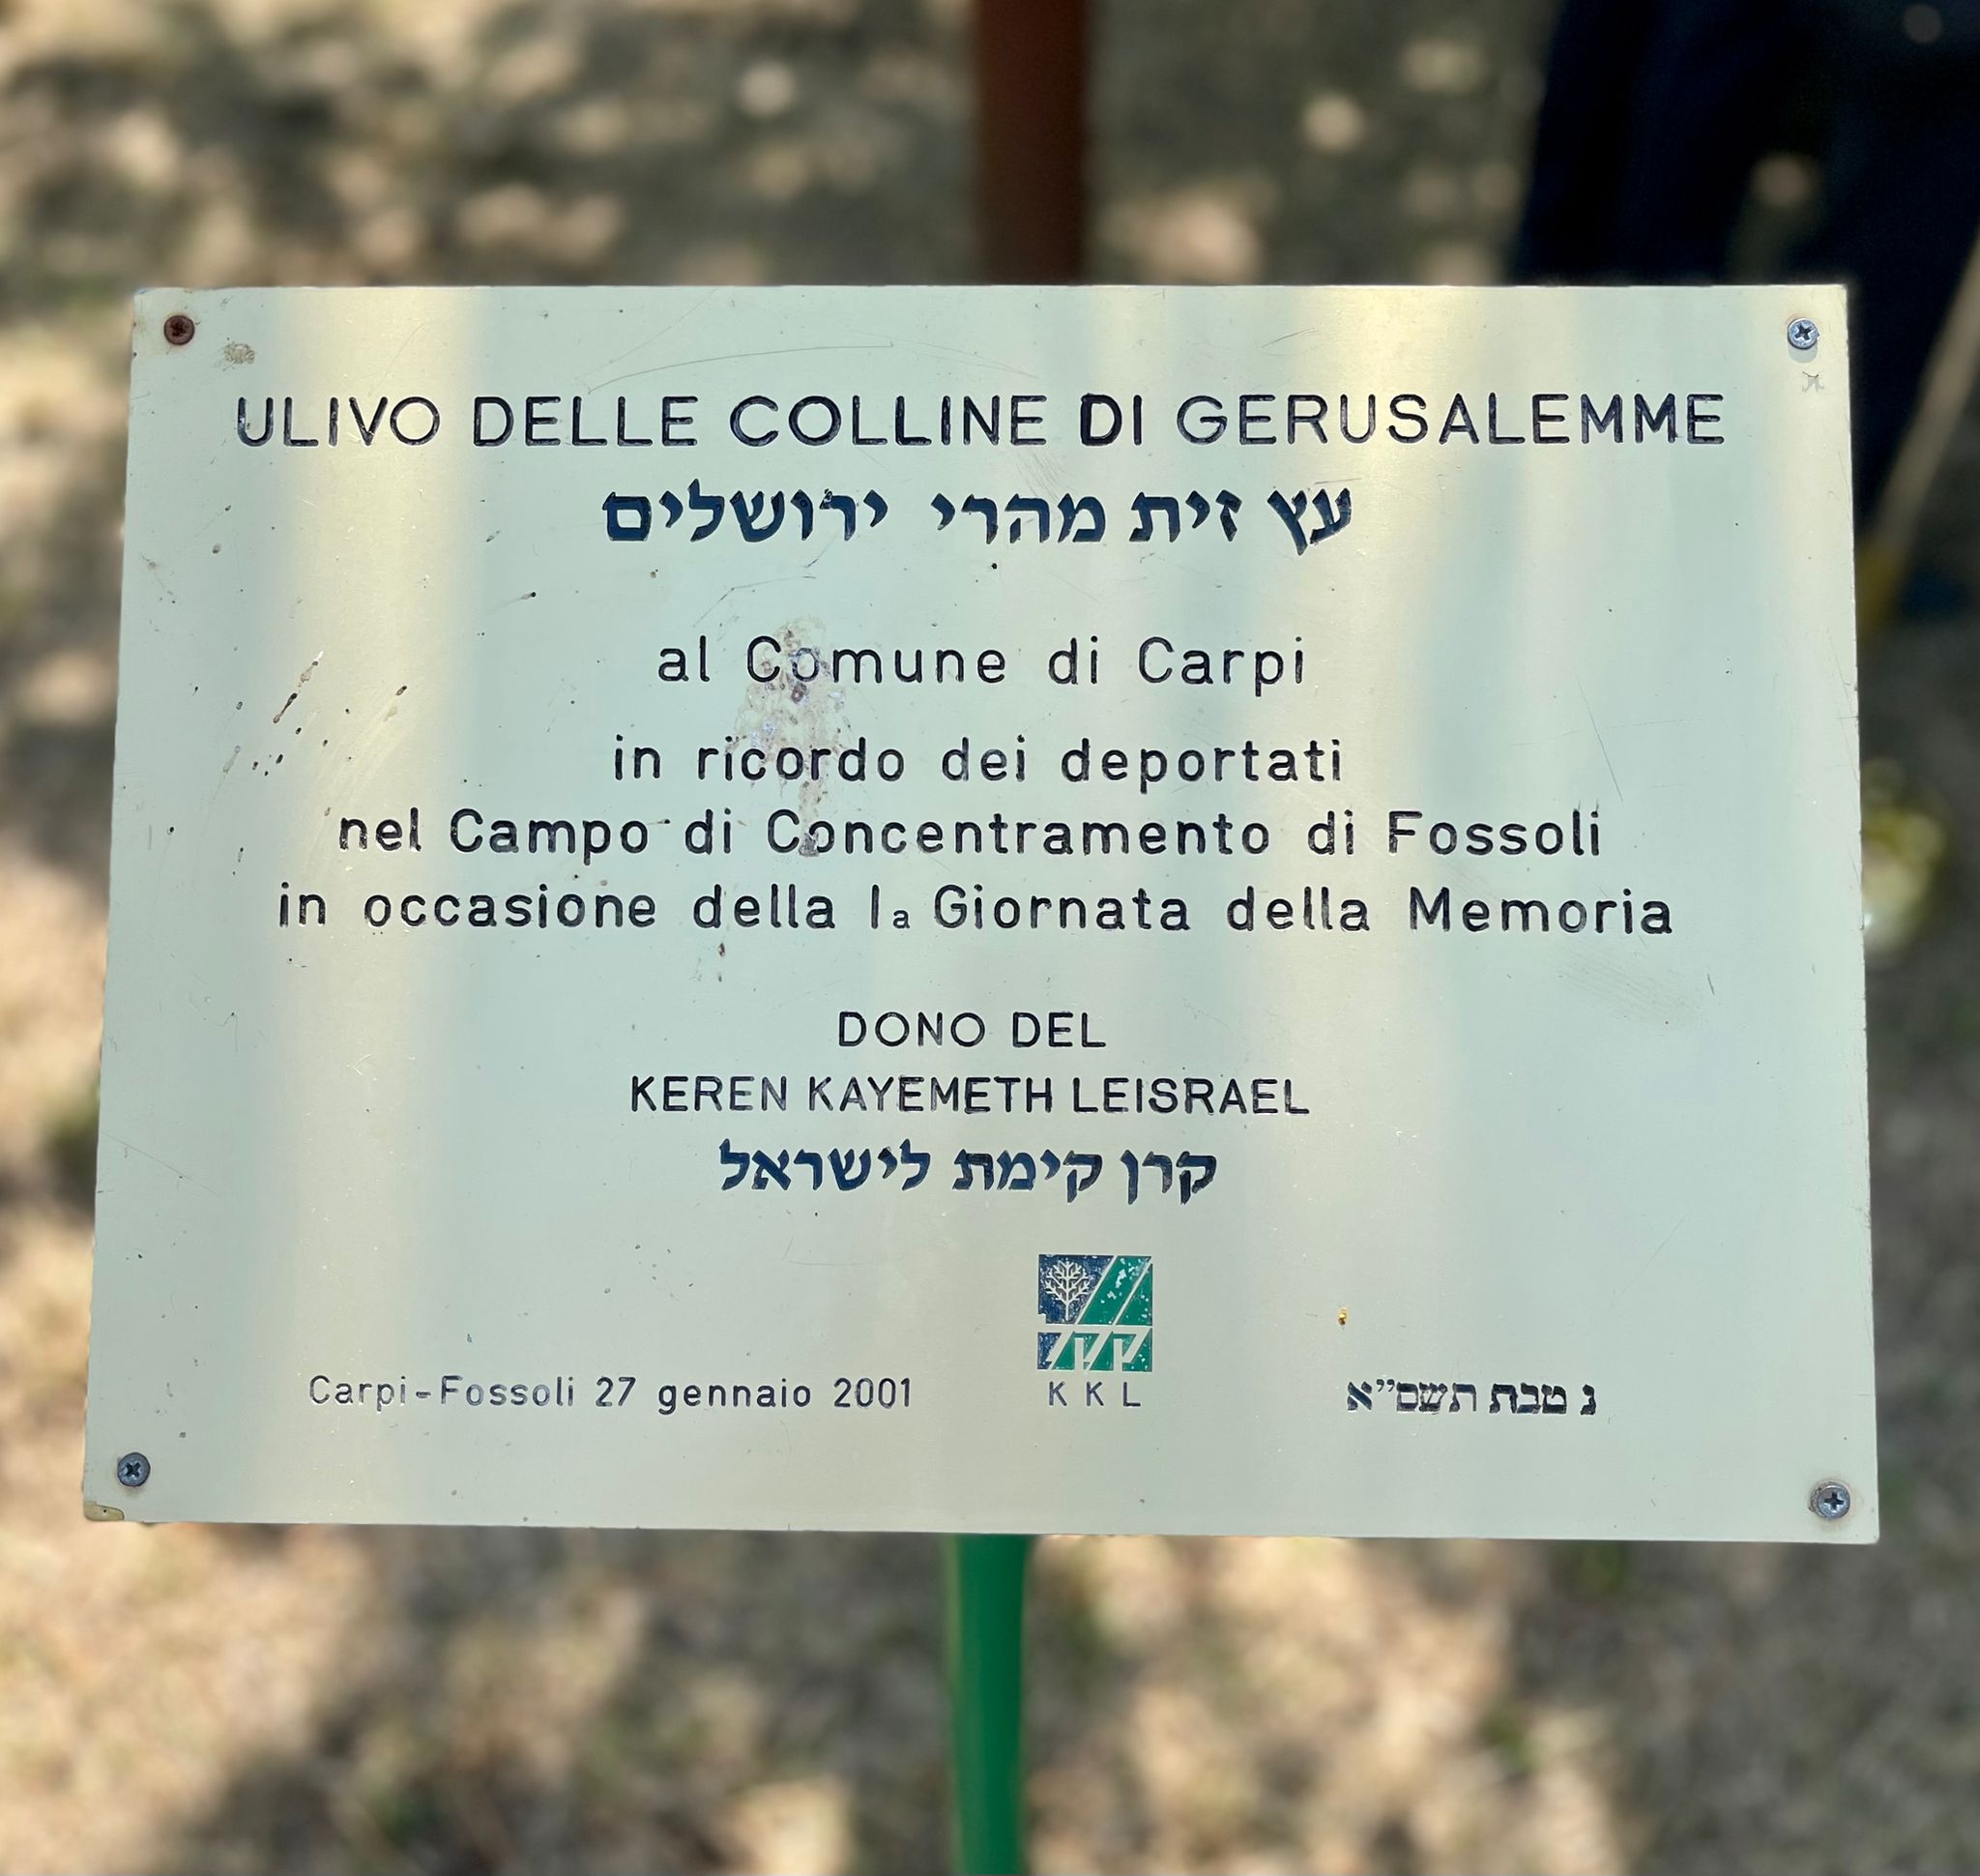 ULIVO DELLE COLLINE DI GERUSALEMME
עץ זית מהרי ירושלים
al Comune di Carpi
in ricordo dei deportati
nel Campo di Concentramento di Fossoli
in occasione della Ia Giornata della Memoria
DONO DEL
KEREN KAYEMETH LEISRAEL
קרן קימת לישראל
קקל
KKL
Carpi-Fossoli 27 gennaio 2001
נ טבת תשס"א